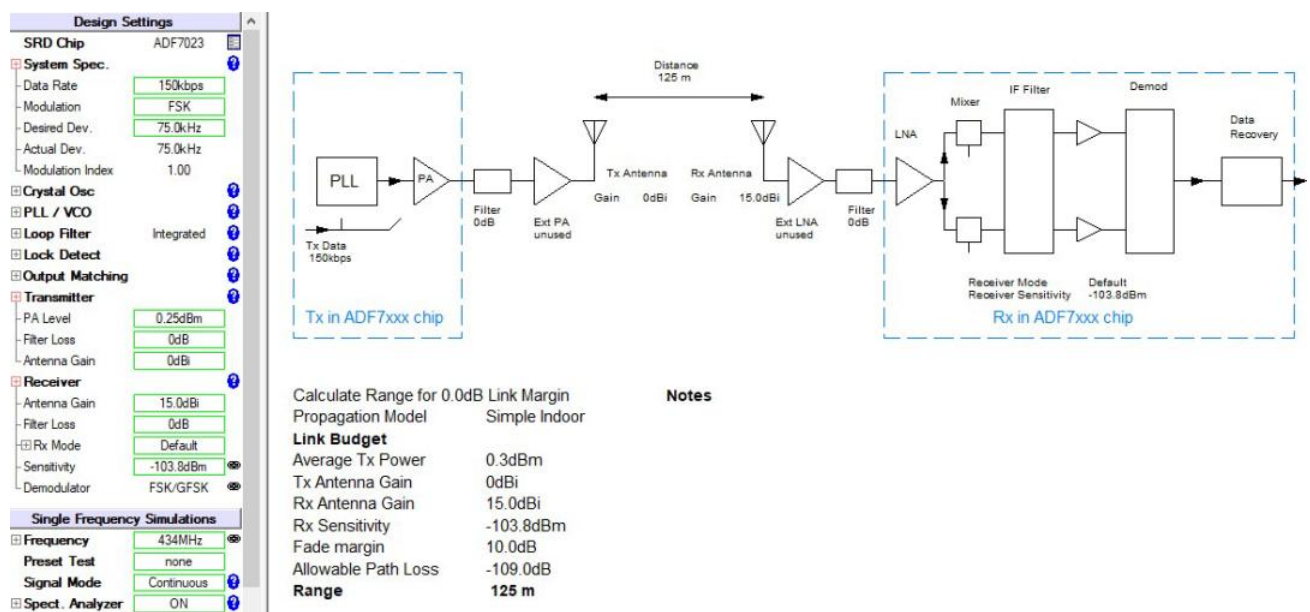 Design Settings
SRD Chip ADF7023
System Spec.
Data Rate 150kbps
Modulation FSK
Desired Dev. 75.0kHz
Actual Dev. 75.0kHz
Modulation Index 1.00
Crystal Osc
PLL / VCO
Loop Filter Integrated
Lock Detect
Output Matching
Transmitter
PA Level 0.25dBm
Filter Loss 0dB
Antenna Gain 0dBi
Receiver
Antenna Gain 15.0dBi
Filter Loss 0dB
Rx Mode Default
Sensitivity -103.8dBm
Demodulator FSK/GFSK
Single Frequency Simulations
Frequency 434MHz
Preset Test none
Signal Mode Continuous
Spect. Analyzer ON
Distance
125 m
PLL
PA
Tx Data
150kbps
Filter
0dB
Ext PA
unused
Tx Antenna
Gain 0dBi
Rx Antenna
Gain 15.0dBi
Ext LNA
unused
Filter
0dB
LNA
Mixer
IF Filter
Demod
Data
Recovery
Receiver Mode Default
Receiver Sensitivity -103.8dBm
Tx in ADF7xxx chip
Rx in ADF7xxx chip
Calculate Range for 0.0dB Link Margin
Propagation Model Simple Indoor
Link Budget
Average Tx Power 0.3dBm
Tx Antenna Gain 0dBi
Rx Antenna Gain 15.0dBi
Rx Sensitivity -103.8dBm
Fade margin 10.0dB
Allowable Path Loss -109.0dB
Range 125 m
Notes